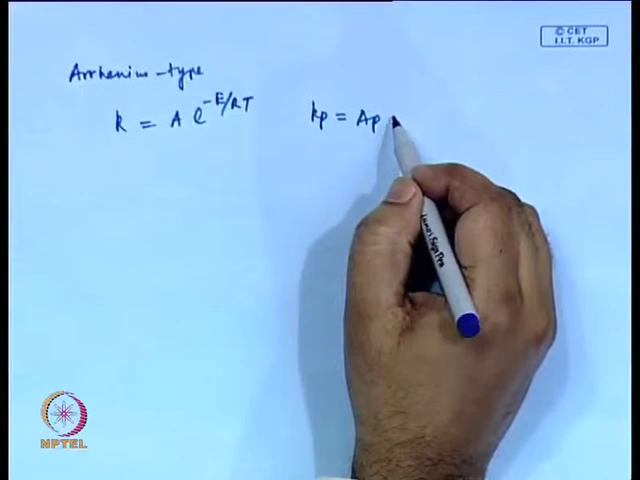 © CET
I.I.T. KGP
Arrhenius-type
k = A e^{-E/RT}
kp = Ap
NPTEL